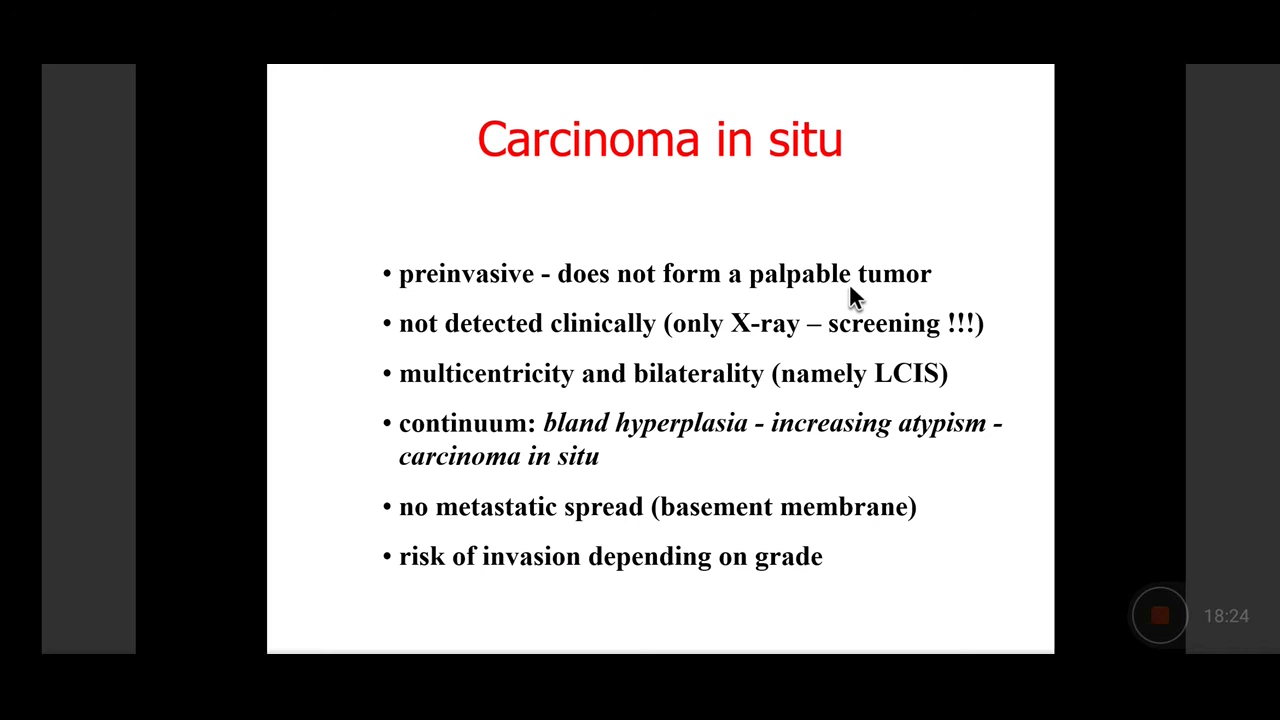 Carcinoma in situ
• preinvasive - does not form a palpable tumor
• not detected clinically (only X-ray – screening !!!)
• multicentricity and bilaterality (namely LCIS)
• continuum: bland hyperplasia - increasing atypism -
carcinoma in situ
• no metastatic spread (basement membrane)
• risk of invasion depending on grade
18:24